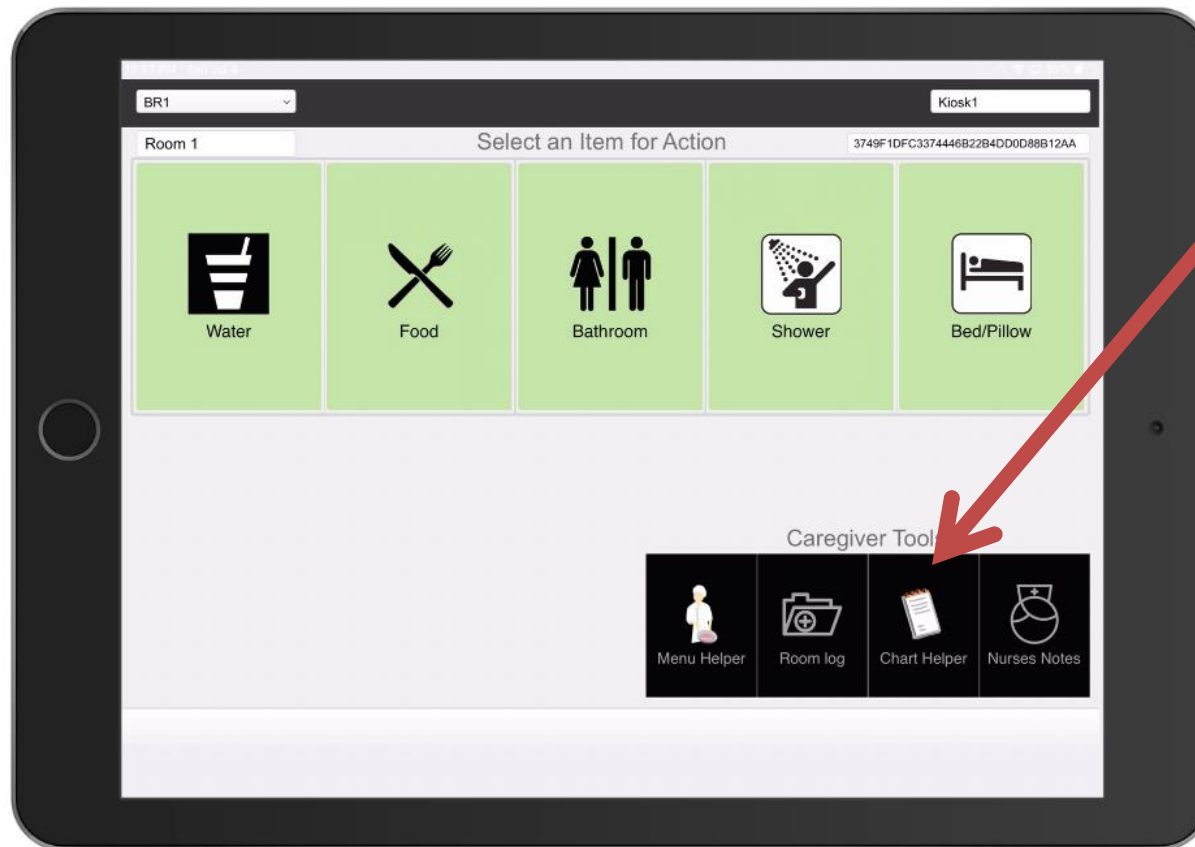 BR1
Kiosk1
Room 1
Select an Item for Action
3749F1DFC3374446B22B4DD0D88B12AA
Water
Food
Bathroom
Shower
Bed/Pillow
Caregiver Tools
Menu Helper
Room log
Chart Helper
Nurses Notes